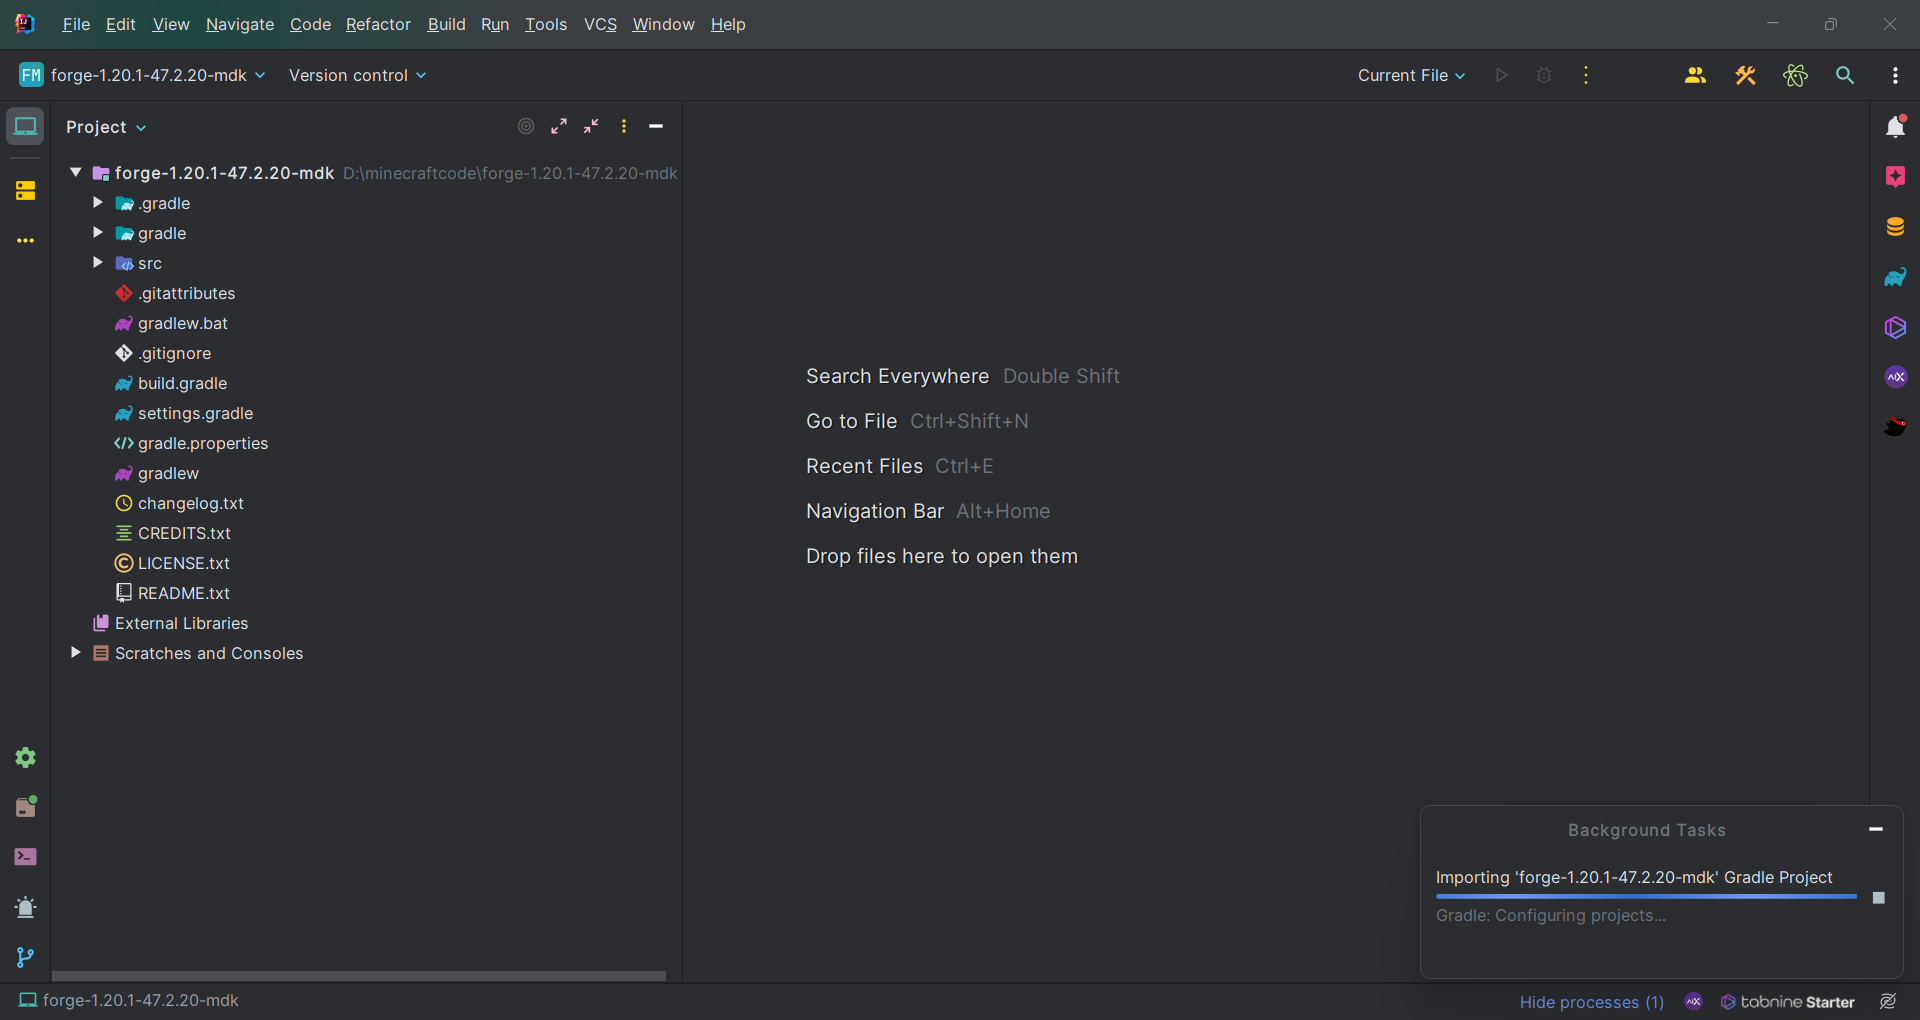 File Edit View Navigate Code Refactor Build Run Tools VCS Window Help
FM forge-1.20.1-47.2.20-mdk Version control Current File
Project
forge-1.20.1-47.2.20-mdk D:\minecraftcode\forge-1.20.1-47.2.20-mdk
.gradle
gradle
src
.gitattributes
gradlew.bat
.gitignore
build.gradle
settings.gradle
gradle.properties
gradlew
changelog.txt
CREDITS.txt
LICENSE.txt
README.txt
External Libraries
Scratches and Consoles
Search Everywhere Double Shift
Go to File Ctrl+Shift+N
Recent Files Ctrl+E
Navigation Bar Alt+Home
Drop files here to open them
Background Tasks
Importing 'forge-1.20.1-47.2.20-mdk' Gradle Project
Gradle: Configuring projects...
forge-1.20.1-47.2.20-mdk
Hide processes (1) tabnine Starter